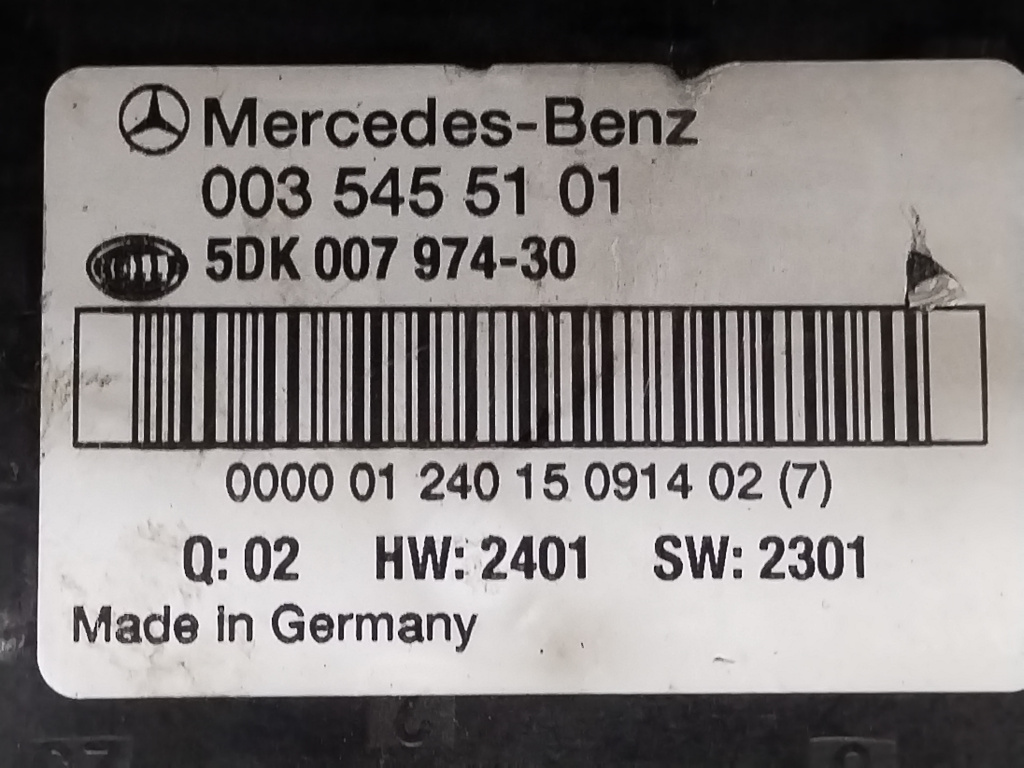 Mercedes-Benz
003 545 51 01
5DK 007 974-30
0000 01 240 15 0914 02 (7)
Q: 02 HW: 2401 SW: 2301
Made in Germany